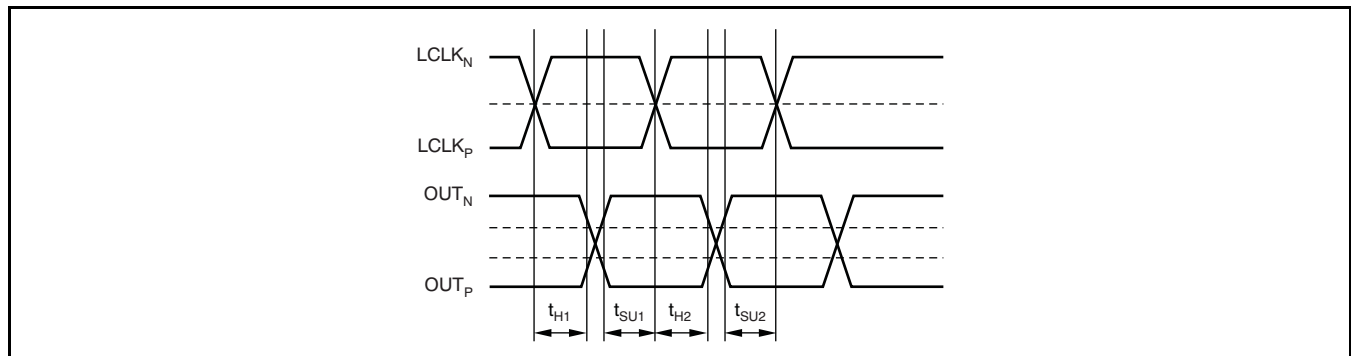 LCLKN
LCLKP
OUTN
OUTP
tH1 tSU1 tH2 tSU2